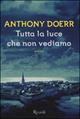 ANTHONY DOERR
Tutta la luce
che non vediamo
Rizzoli